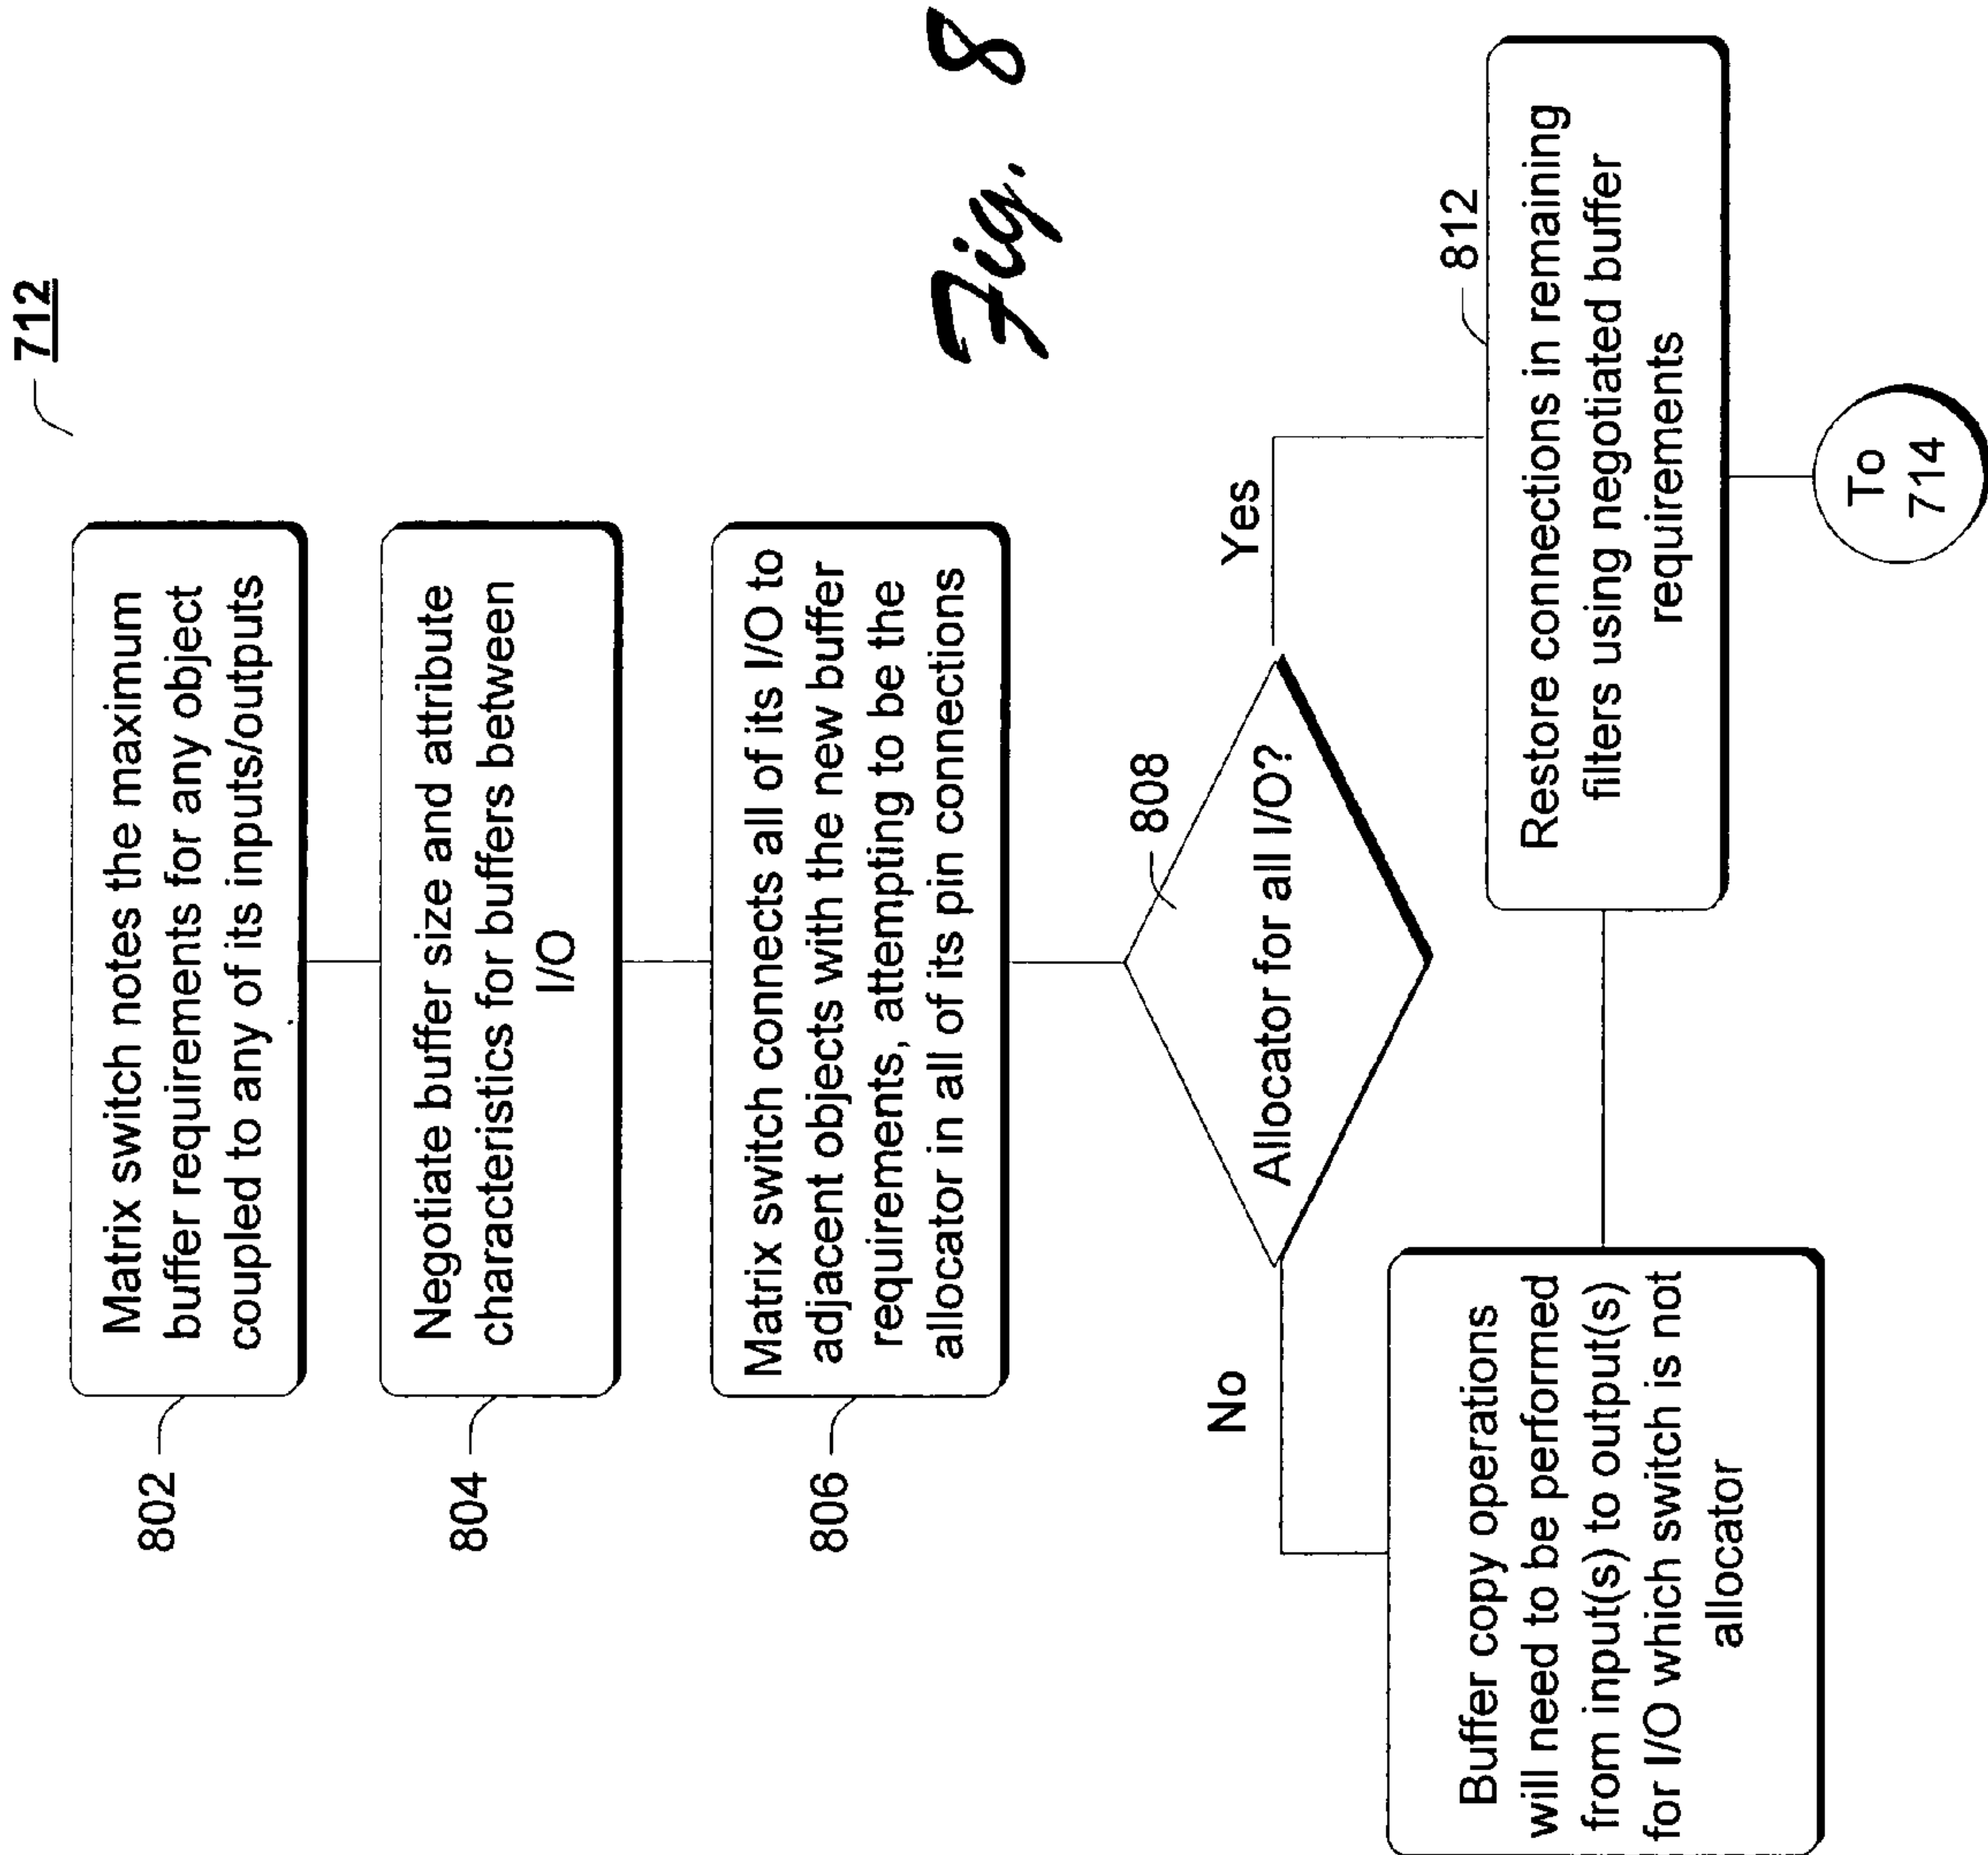 712
802
Matrix switch notes the maximum
buffer requirements for any object
coupled to any of its inputs/outputs
804
Negotiate buffer size and attribute
characteristics for buffers between
I/O
806
Matrix switch connects all of its I/O to
adjacent objects with the new buffer
requirements, attempting to be the
allocator in all of its pin connections
808
Allocator for all I/O?
No
Yes
Buffer copy operations
will need to be performed
from input(s) to output(s)
for I/O which switch is not
allocator
812
Restore connections in remaining
filters using negotiated buffer
requirements
To
714
Fig. 8